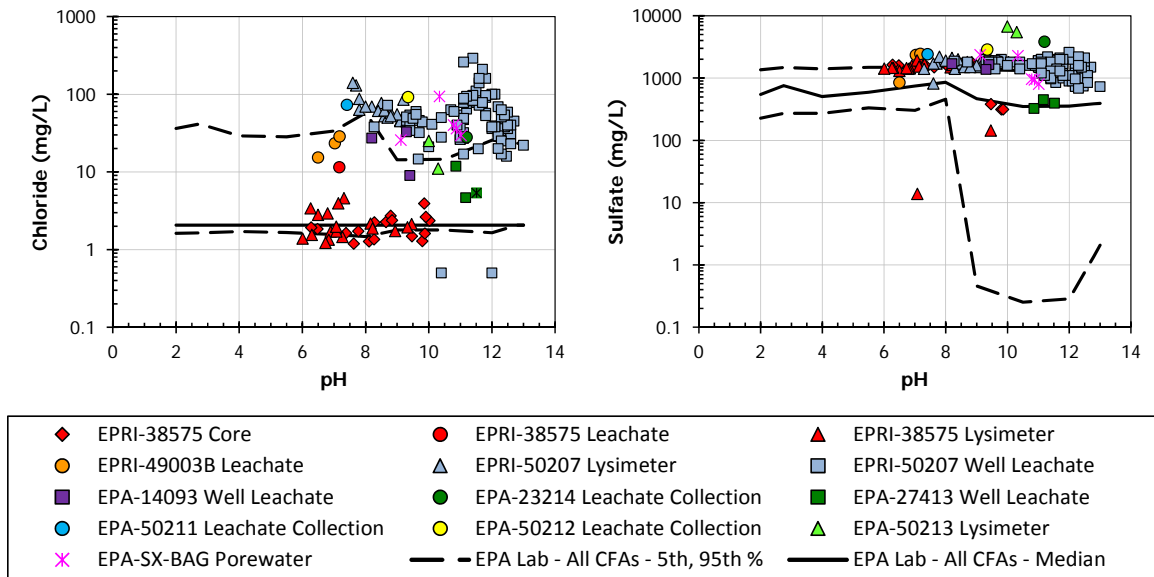 1000
100
10
1
0.1
Chloride (mg/L)
0 2 4 6 8 10 12 14
pH
10000
1000
100
10
1
0.1
Sulfate (mg/L)
0 2 4 6 8 10 12 14
pH
EPRI-38575 Core EPRI-38575 Leachate EPRI-38575 Lysimeter
EPRI-49003B Leachate EPRI-50207 Lysimeter EPRI-50207 Well Leachate
EPA-14093 Well Leachate EPA-23214 Leachate Collection EPA-27413 Well Leachate
EPA-50211 Leachate Collection EPA-50212 Leachate Collection EPA-50213 Lysimeter
EPA-SX-BAG Porewater EPA Lab - All CFAs - 5th, 95th % EPA Lab - All CFAs - Median